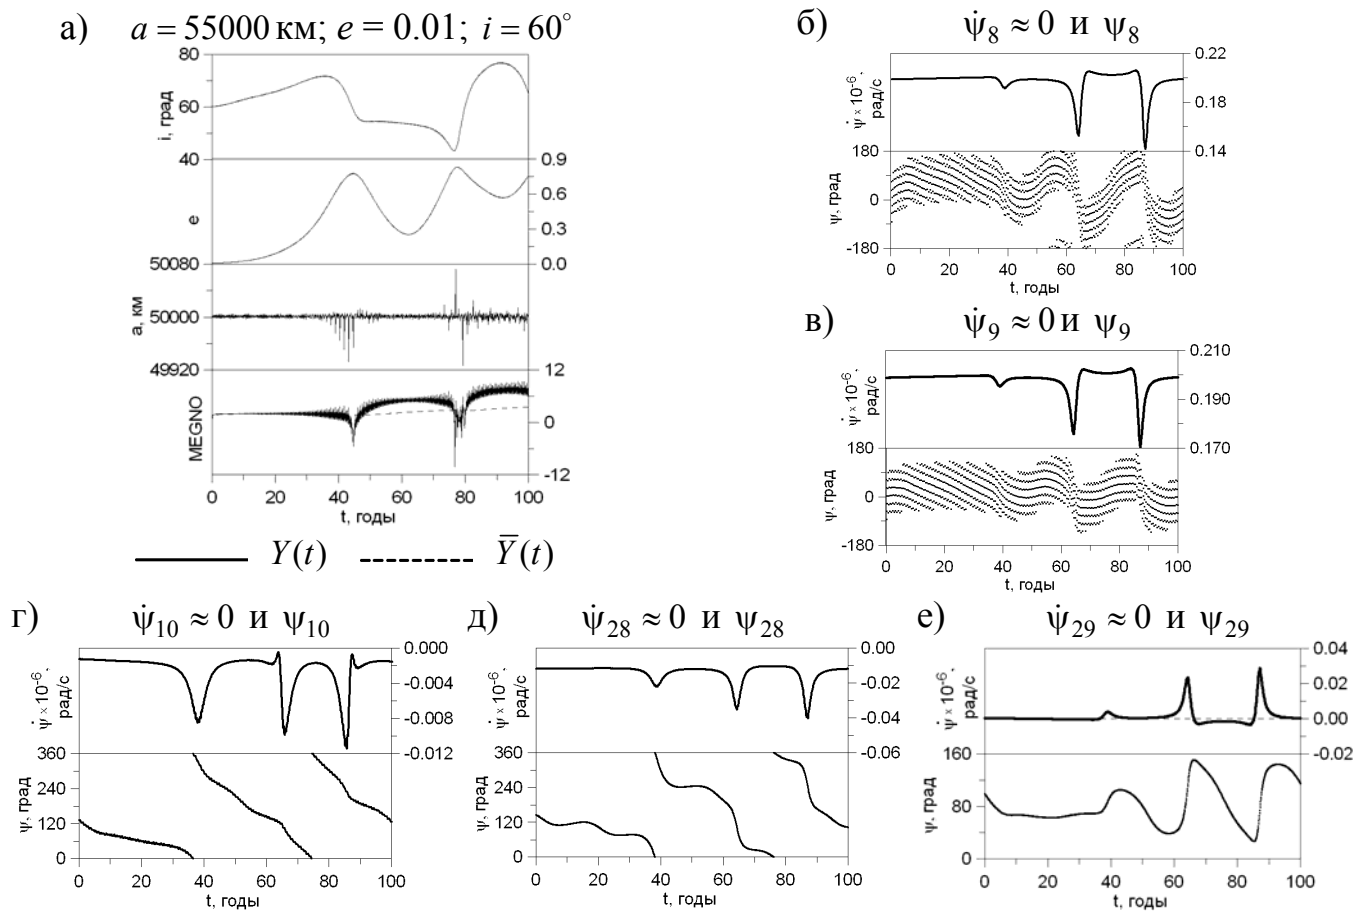 а) a = 55000 км; e = 0.01; i = 60°
80
60
40
i, град
0.9
0.6
0.3
0.0
e
50080
50000
49920
a, км
12
0
-12
MEGNO
0 20 40 60 80 100
t, годы
Y(t) Y̅(t)
б) ψ̇₈ ≈ 0 и ψ₈
0.22
0.20
0.18
0.16
0.14
ψ̇ × 10⁻⁶, рад/с
180
0
-180
ψ, град
0 20 40 60 80 100
t, годы
в) ψ̇₉ ≈ 0 и ψ₉
0.210
0.200
0.190
0.180
0.170
ψ̇ × 10⁻⁶, рад/с
180
0
-180
ψ, град
0 20 40 60 80 100
t, годы
г) ψ̇₁₀ ≈ 0 и ψ₁₀
0.000
-0.004
-0.008
-0.012
ψ̇ × 10⁻⁶, рад/с
360
240
120
0
ψ, град
0 20 40 60 80 100
t, годы
д) ψ̇₂₈ ≈ 0 и ψ₂₈
0.00
-0.02
-0.04
-0.06
ψ̇ × 10⁻⁶, рад/с
360
240
120
0
ψ, град
0 20 40 60 80 100
t, годы
е) ψ̇₂₉ ≈ 0 и ψ₂₉
0.04
0.02
0.00
-0.02
ψ̇ × 10⁻⁶, рад/с
160
80
0
ψ, град
0 20 40 60 80 100
t, годы